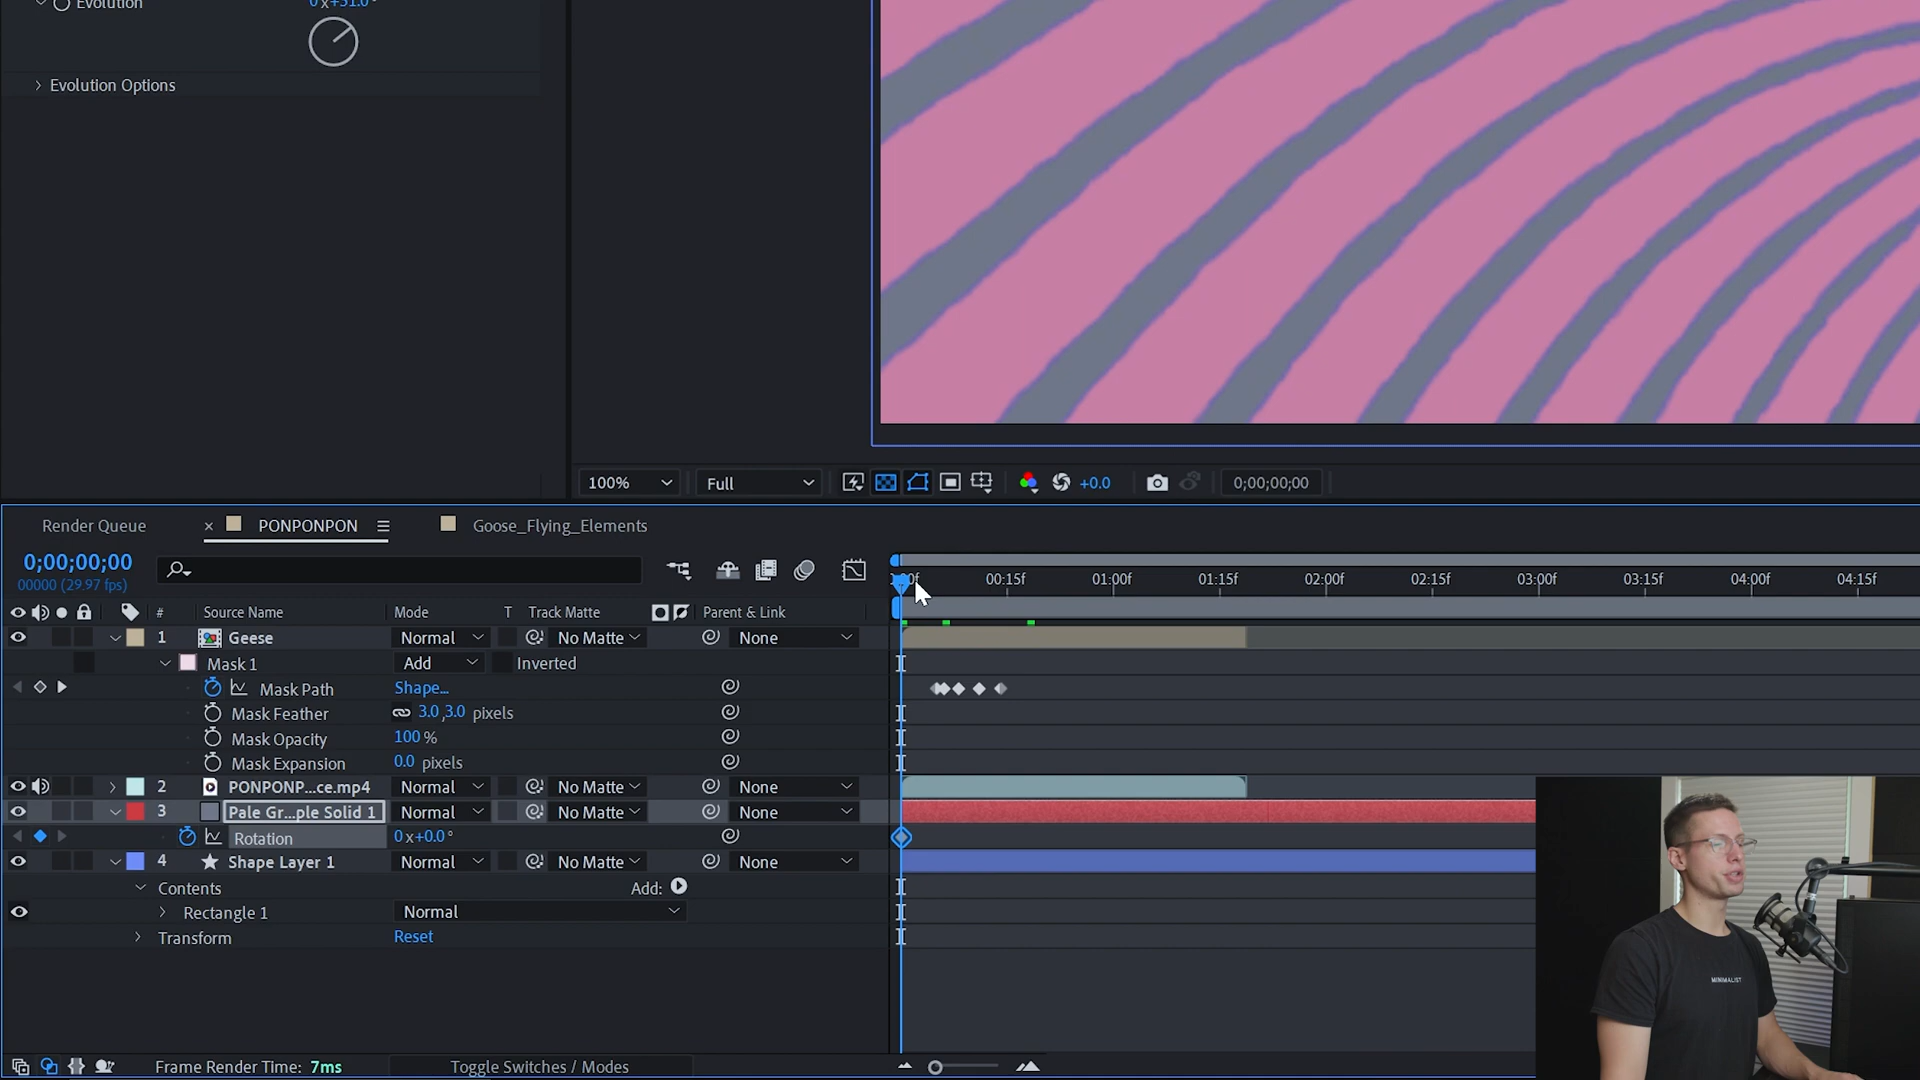 Evolution 0x+31.0°
Evolution Options
100% Full +0.0 0;00;00;00
Render Queue × PONPONPON Goose_Flying_Elements
0;00;00;00
00000 (29.97 fps)
00:15f 01:00f 01:15f 02:00f 02:15f 03:00f 03:15f 04:00f 04:15f
# Source Name Mode T Track Matte Parent & Link
1 Geese Normal No Matte None
Mask 1 Add Inverted
Mask Path Shape...
Mask Feather 3.0,3.0 pixels
Mask Opacity 100 %
Mask Expansion 0.0 pixels
2 PONPONP...ce.mp4 Normal No Matte None
3 Pale Gr...ple Solid 1 Normal No Matte None
Rotation 0x+0.0°
4 Shape Layer 1 Normal No Matte None
Contents Add:
Rectangle 1 Normal
Transform Reset
MINIMALIST
Frame Render Time: 7ms Toggle Switches / Modes